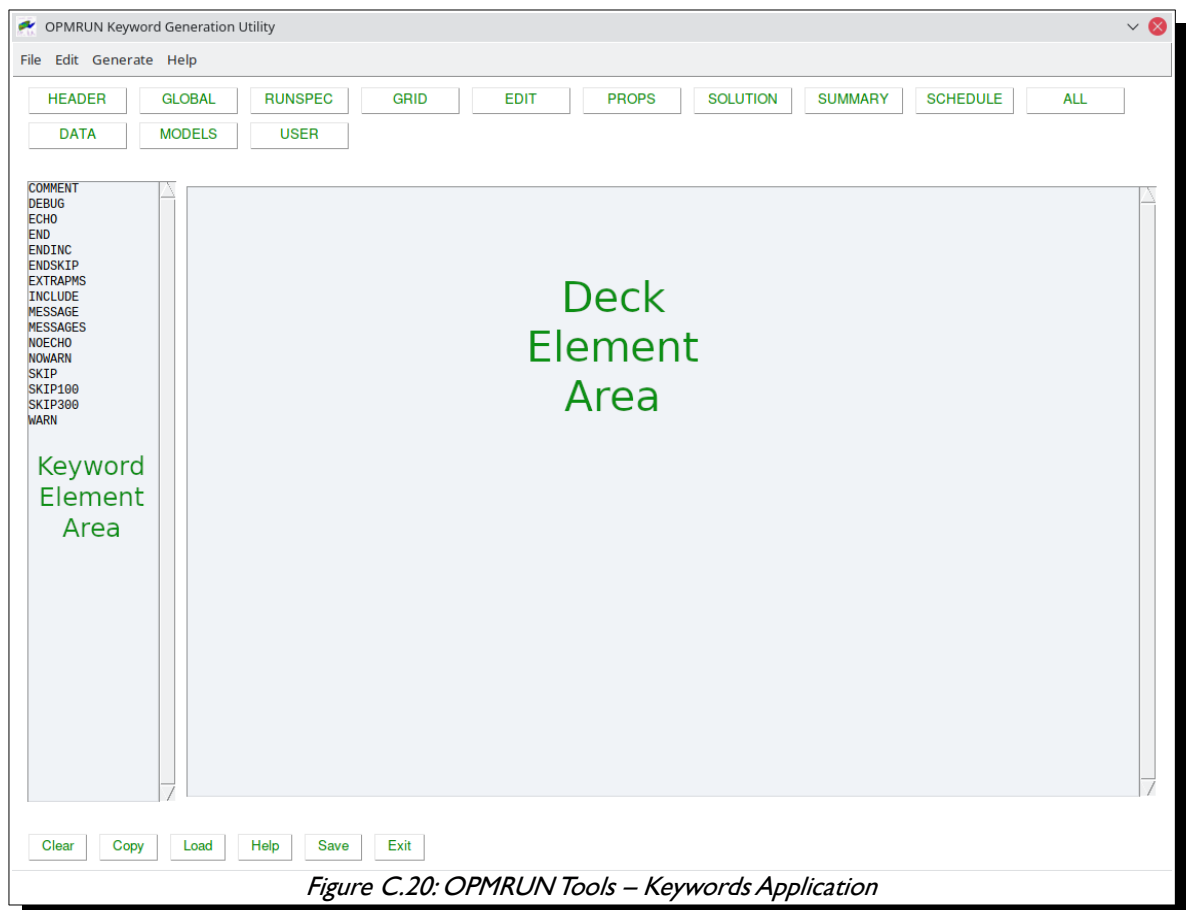 OPMRUN Keyword Generation Utility
File Edit Generate Help
HEADER GLOBAL RUNSPEC GRID EDIT PROPS SOLUTION SUMMARY SCHEDULE ALL
DATA MODELS USER
COMMENT
DEBUG
ECHO
END
ENDINC
ENDSKIP
EXTRAPMS
INCLUDE
MESSAGE
MESSAGES
NOECHO
NOWARN
SKIP
SKIP100
SKIP300
WARN
Keyword
Element
Area
Deck
Element
Area
Clear Copy Load Help Save Exit
Figure C.20: OPMRUN Tools – Keywords Application